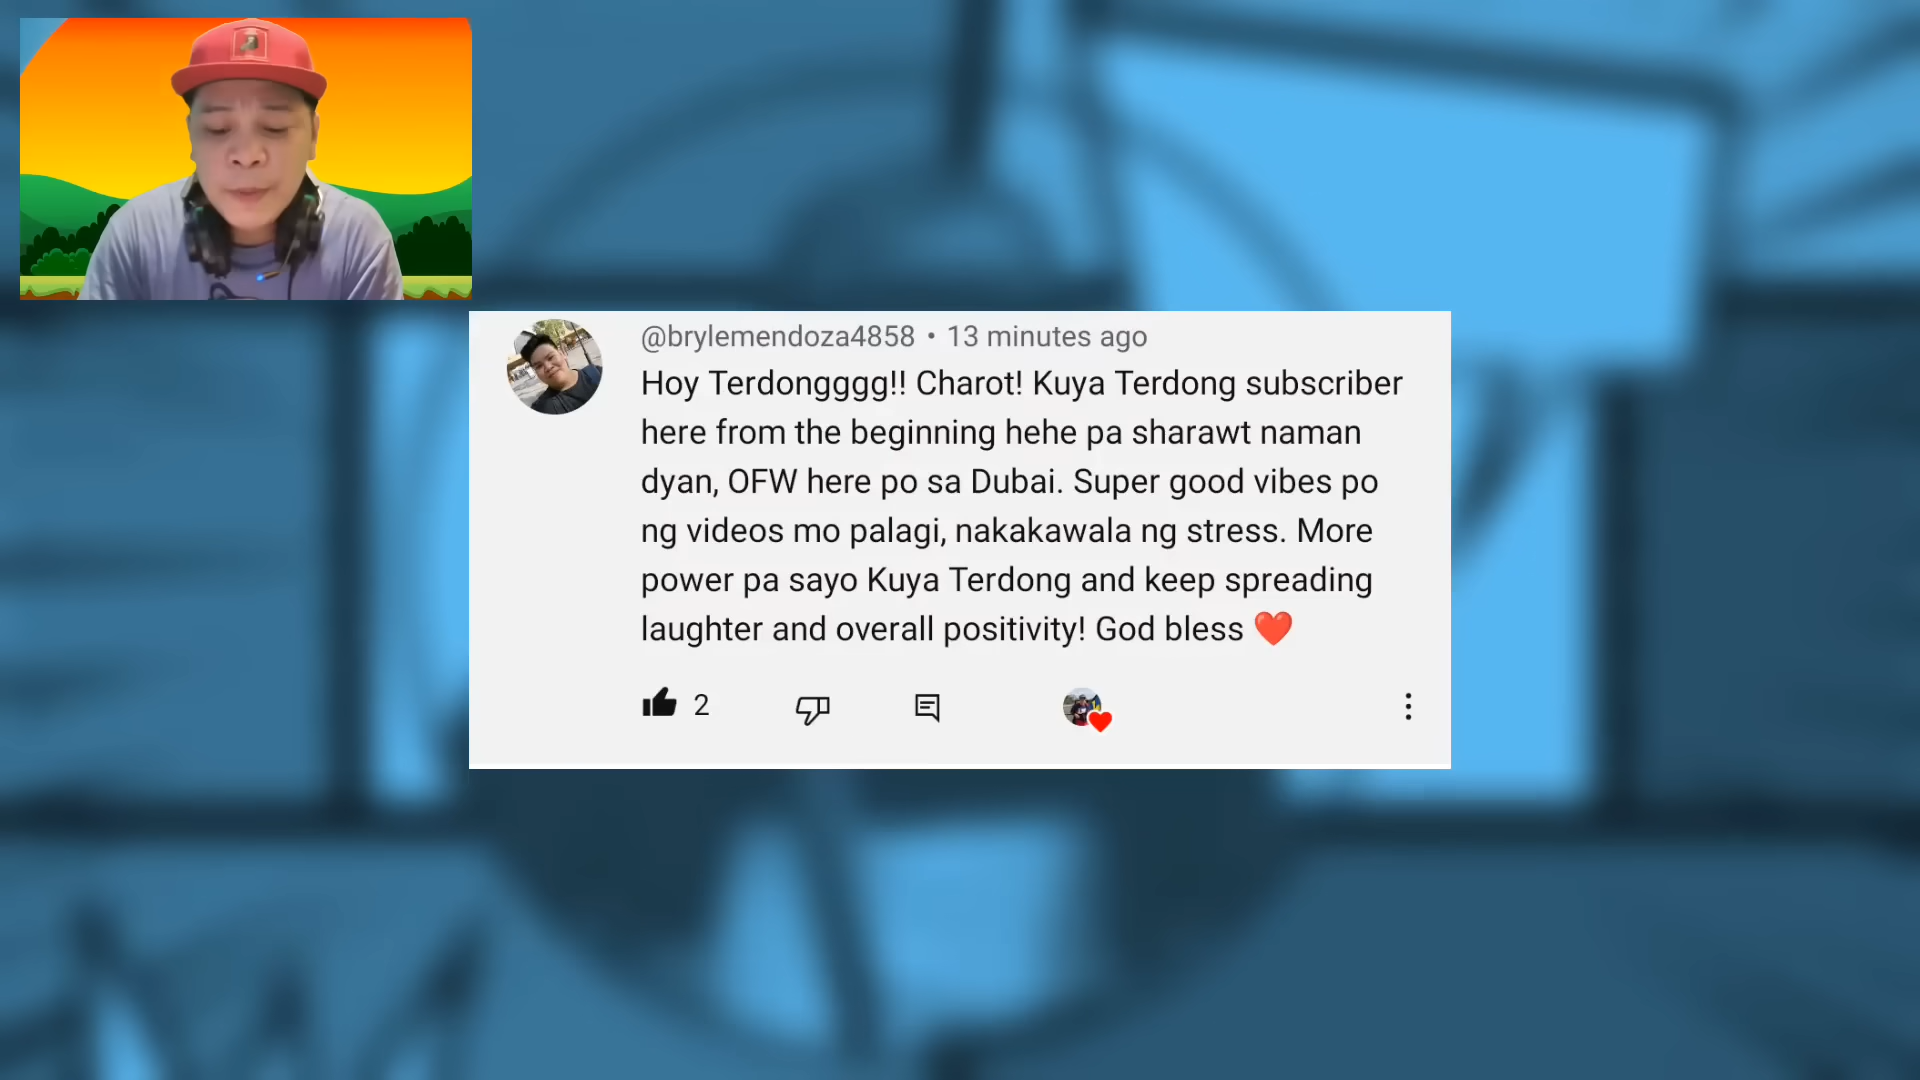 @brylemendoza4858 • 13 minutes ago
Hoy Terdongggg!! Charot! Kuya Terdong subscriber
here from the beginning hehe pa sharawt naman
dyan, OFW here po sa Dubai. Super good vibes po
ng videos mo palagi, nakakawala ng stress. More
power pa sayo Kuya Terdong and keep spreading
laughter and overall positivity! God bless ❤️
2